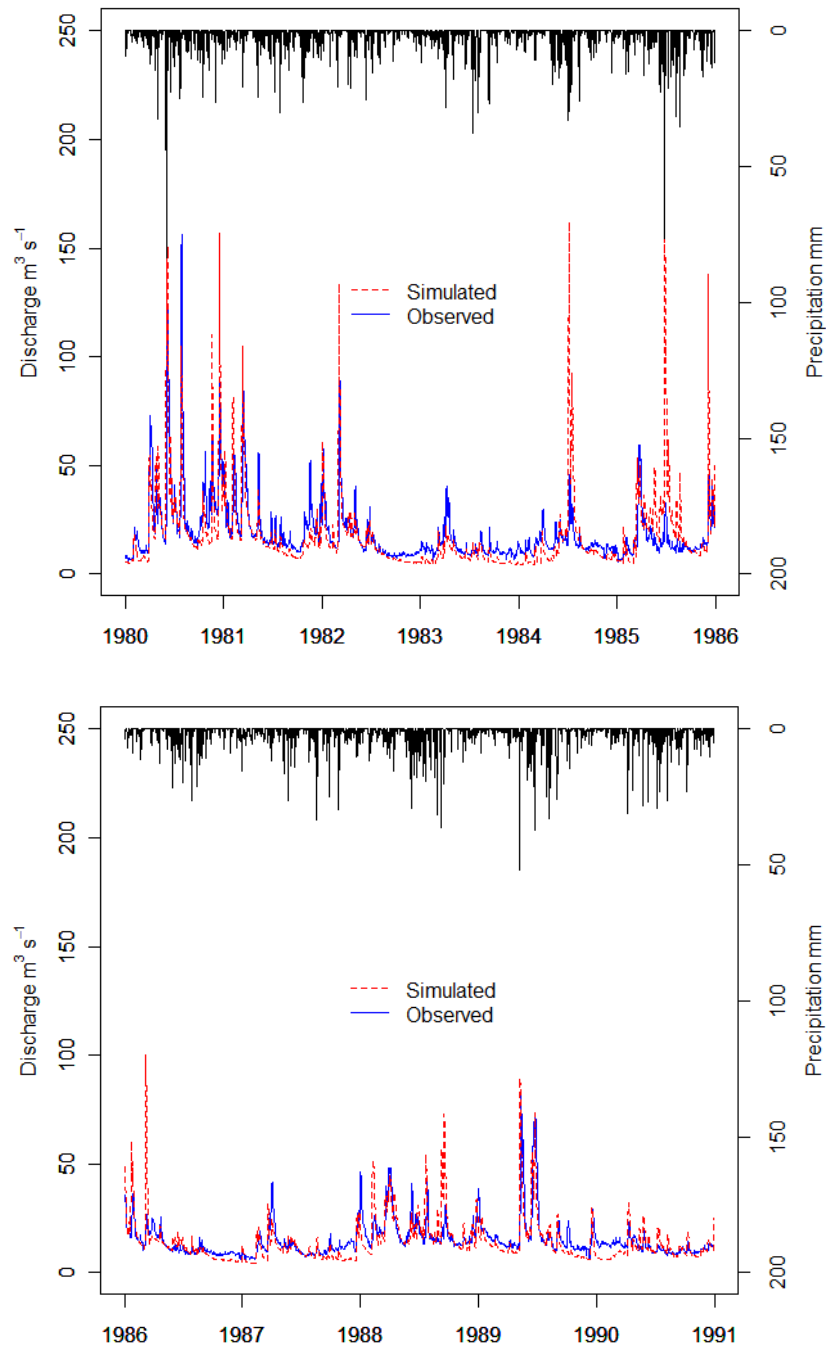 250
200
150
100
50
0
Discharge m³ s⁻¹
0
50
100
150
200
Precipitation mm
Simulated
Observed
1980 1981 1982 1983 1984 1985 1986
250
200
150
100
50
0
Discharge m³ s⁻¹
0
50
100
150
200
Precipitation mm
Simulated
Observed
1986 1987 1988 1989 1990 1991